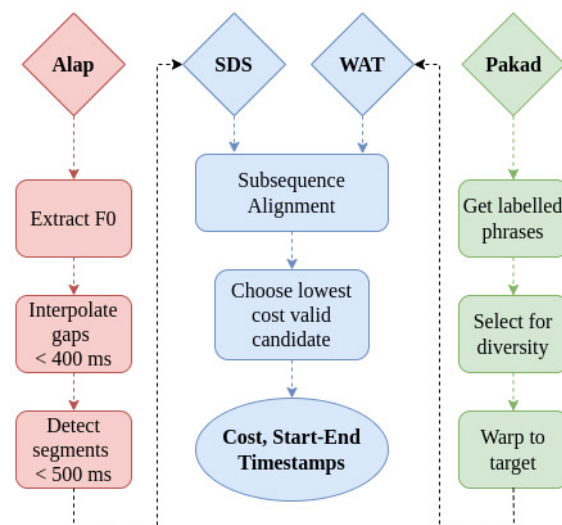 Alap
SDS
WAT
Pakad
Extract F0
Subsequence
Alignment
Get labelled
phrases
Interpolate
gaps
< 400 ms
Choose lowest
cost valid
candidate
Select for
diversity
Detect
segments
< 500 ms
Cost, Start-End
Timestamps
Warp to
target